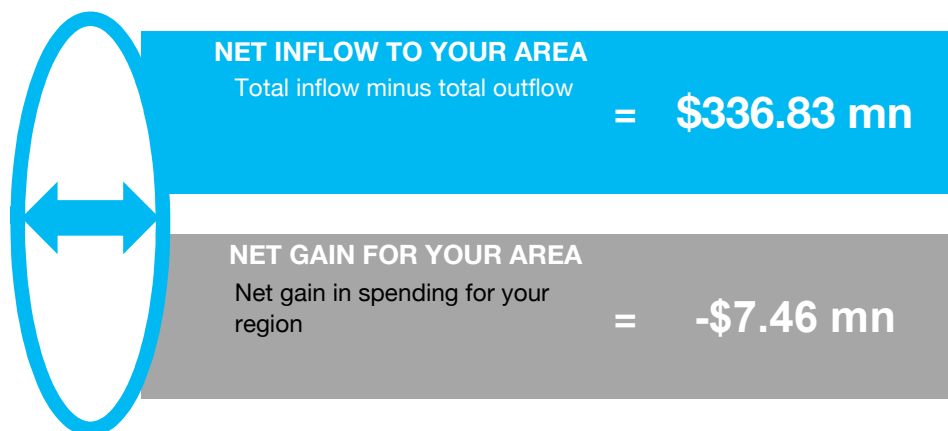 NET INFLOW TO YOUR AREA
Total inflow minus total outflow
= $336.83 mn
NET GAIN FOR YOUR AREA
Net gain in spending for your
region
= -$7.46 mn